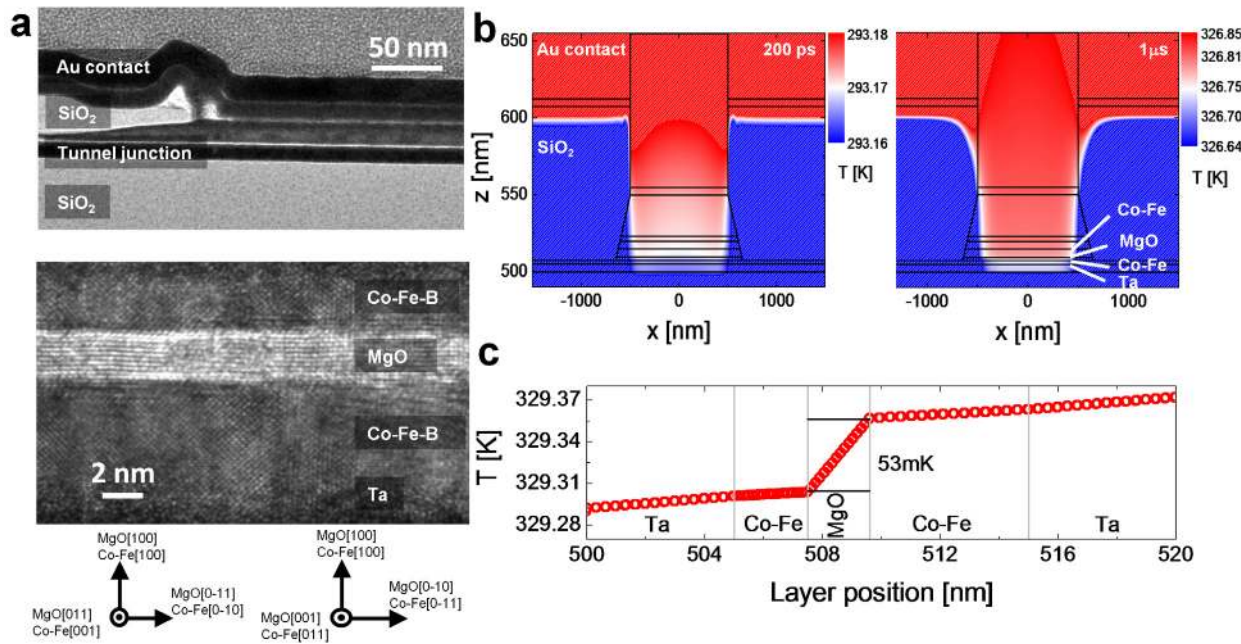 a
Au contact
50 nm
SiO₂
Tunnel junction
SiO₂
Co-Fe-B
MgO
Co-Fe-B
2 nm
Ta
MgO[100]
Co-Fe[100]
MgO[0-11]
Co-Fe[0-10]
MgO[011]
Co-Fe[001]
MgO[100]
Co-Fe[100]
MgO[0-10]
Co-Fe[0-11]
MgO[001]
Co-Fe[011]
b
Au contact
200 ps
SiO₂
650
600
550
500
z [nm]
-1000 0 1000
x [nm]
293.18
293.17
293.16
T [K]
1µs
Co-Fe
MgO
Co-Fe
Ta
-1000 0 1000
x [nm]
326.85
326.80
326.75
326.70
326.64
T [K]
c
329.37
329.34
329.31
329.28
T [K]
53mK
Ta
Co-Fe
MgO
Co-Fe
Ta
500 504 508 512 516 520
Layer position [nm]